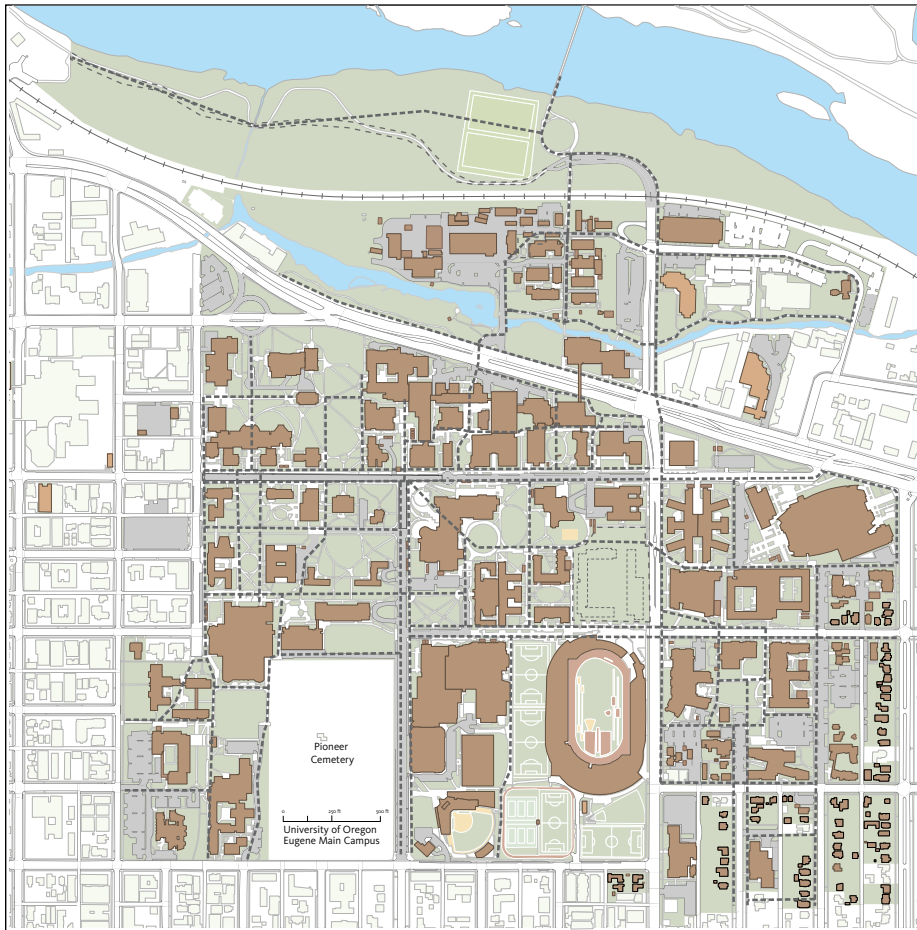 Pioneer
Cemetery
0 250 ft 500 ft
University of Oregon
Eugene Main Campus